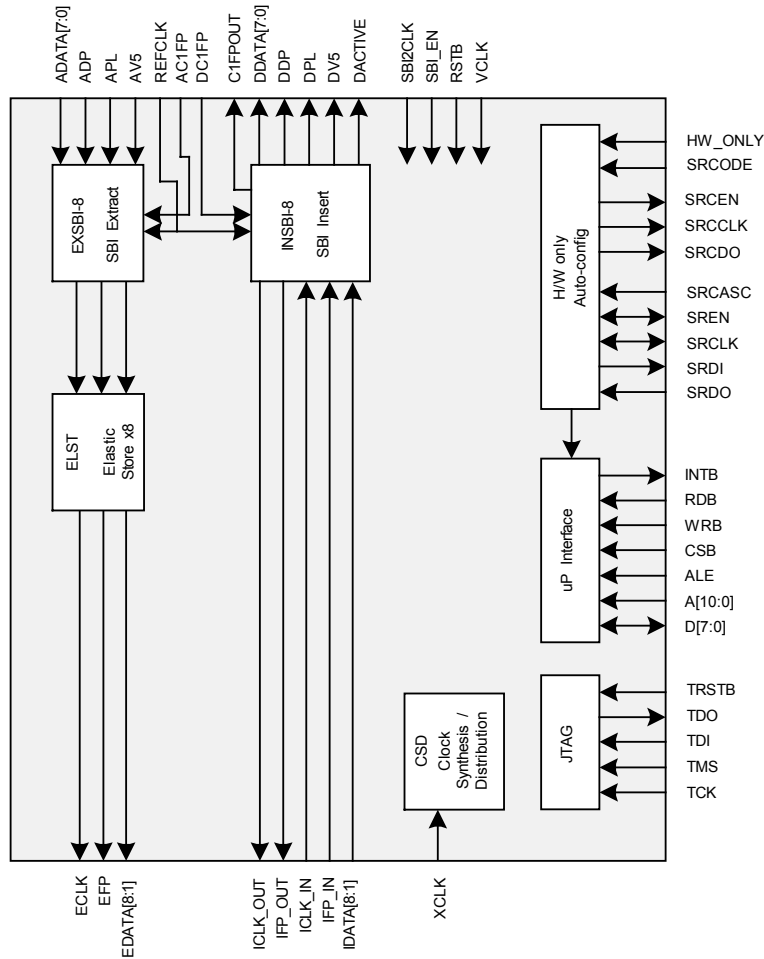 ADATA[7:0]
ADP
APL
AV5
REFCLK
AC1FP
DC1FP
C1FPOUT
DDATA[7:0]
DDP
DPL
DV5
DACTIVE
SBI2CLK
SBI_EN
RSTB
VCLK
EXSBI-8
SBI Extract
INSBI-8
SBI Insert
H/W only
Auto-config
HW_ONLY
SRCODE
SRCEN
SRCCLK
SRCDO
SRCASC
SREN
SRCLK
SRDI
SRDO
ELST
Elastic
Store x8
uP Interface
INTB
RDB
WRB
CSB
ALE
A[10:0]
D[7:0]
CSD
Clock
Synthesis /
Distribution
JTAG
TRSTB
TDO
TDI
TMS
TCK
ECLK
EFP
EDATA[8:1]
ICLK_OUT
IFP_OUT
ICLK_IN
IFP_IN
IDATA[8:1]
XCLK